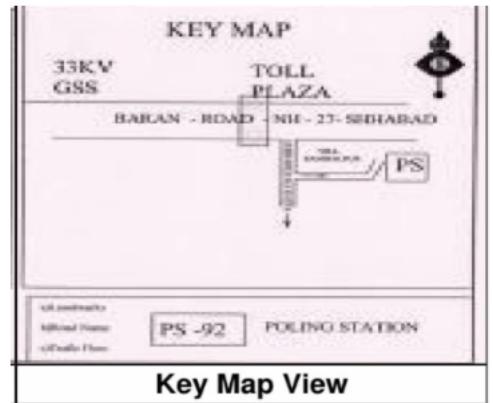 KEY MAP
33KV
GSS
TOLL
PLAZA
BARAN - ROAD - NH - 27- SHHABAD
PS
PS -92
POLING STATION
Key Map View